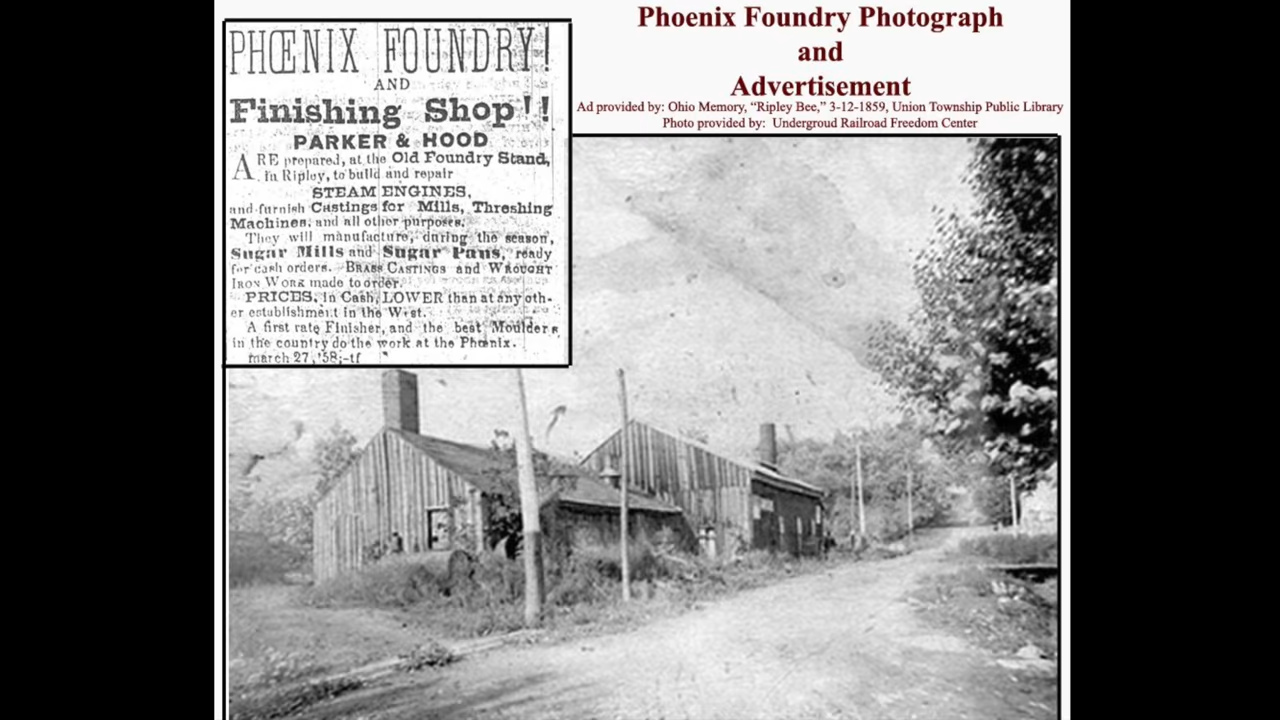 PHŒNIX FOUNDRY!
AND
Finishing Shop!!
PARKER & HOOD
ARE prepared, at the Old Foundry Stand,
in Ripley, to build and repair
STEAM ENGINES,
and furnish Castings for Mills, Threshing
Machines, and all other purposes.
They will manufacture, during the season,
Sugar Mills and Sugar Pans, ready
for cash orders. BRASS CASTINGS and WROUGHT
IRON WORK made to order.
PRICES, in Cash, LOWER than at any oth-
er establishment in the West.
A first rate Finisher, and the best Moulders
in the country do the work at the Phœnix.
march 27, '58;-tf
Phoenix Foundry Photograph
and
Advertisement
Ad provided by: Ohio Memory, “Ripley Bee,” 3-12-1859, Union Township Public Library
Photo provided by: Undergroud Railroad Freedom Center